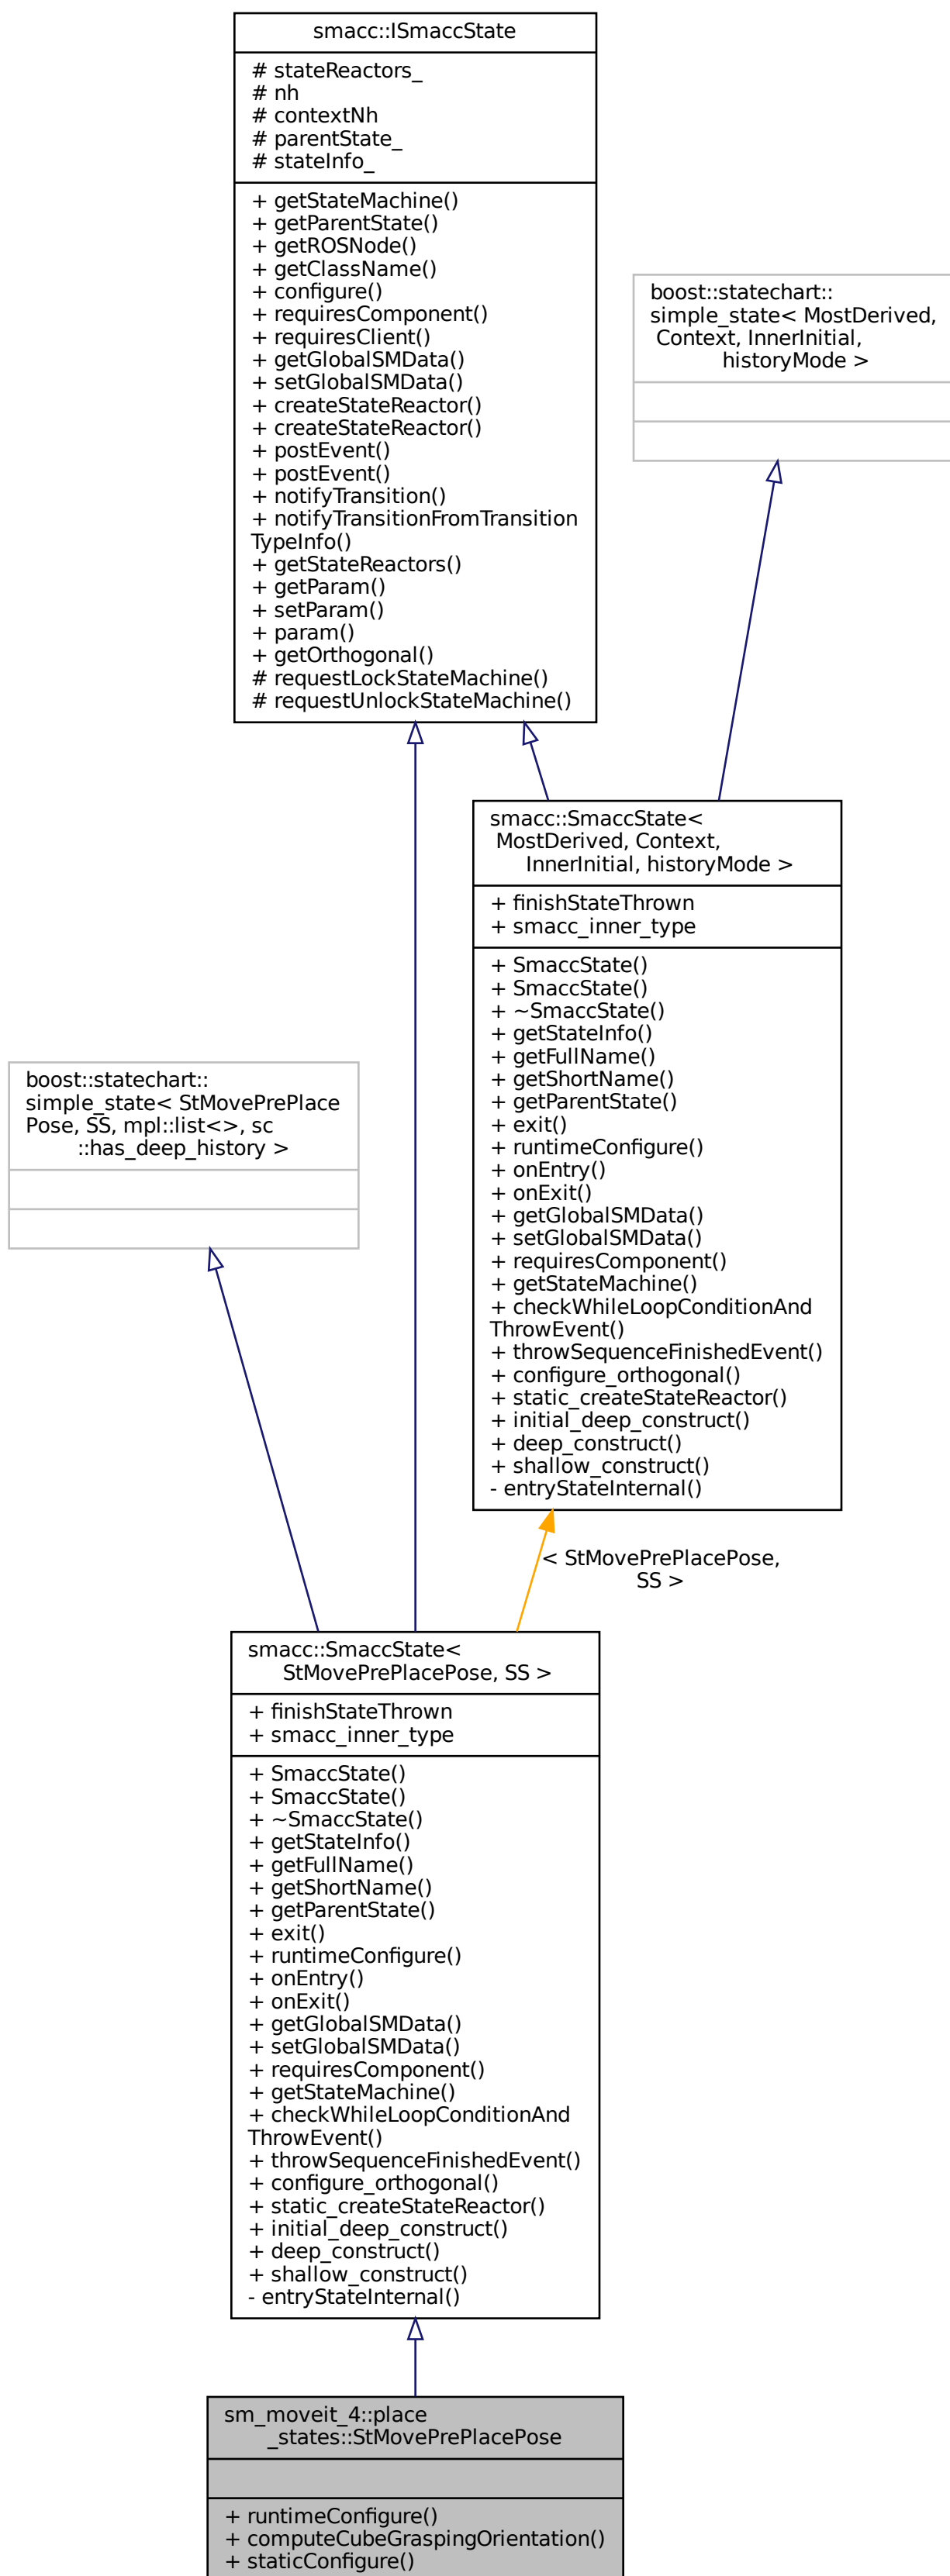 smacc::ISmaccState
# stateReactors_
# nh
# contextNh
# parentState_
# stateInfo_
+ getStateMachine()
+ getParentState()
+ getROSNode()
+ getClassName()
+ configure()
+ requiresComponent()
+ requiresClient()
+ getGlobalSMData()
+ setGlobalSMData()
+ createStateReactor()
+ createStateReactor()
+ postEvent()
+ postEvent()
+ notifyTransition()
+ notifyTransitionFromTransition
TypeInfo()
+ getStateReactors()
+ getParam()
+ setParam()
+ param()
+ getOrthogonal()
# requestLockStateMachine()
# requestUnlockStateMachine()
boost::statechart::
simple_state< MostDerived,
Context, InnerInitial,
historyMode >
smacc::SmaccState<
MostDerived, Context,
InnerInitial, historyMode >
+ finishStateThrown
+ smacc_inner_type
+ SmaccState()
+ SmaccState()
+ ~SmaccState()
+ getStateInfo()
+ getFullName()
+ getShortName()
+ getParentState()
+ exit()
+ runtimeConfigure()
+ onEntry()
+ onExit()
+ getGlobalSMData()
+ setGlobalSMData()
+ requiresComponent()
+ getStateMachine()
+ checkWhileLoopConditionAnd
ThrowEvent()
+ throwSequenceFinishedEvent()
+ configure_orthogonal()
+ static_createStateReactor()
+ initial_deep_construct()
+ deep_construct()
+ shallow_construct()
- entryStateInternal()
boost::statechart::
simple_state< StMovePrePlace
Pose, SS, mpl::list<>, sc
::has_deep_history >
< StMovePrePlacePose,
SS >
smacc::SmaccState<
StMovePrePlacePose, SS >
+ finishStateThrown
+ smacc_inner_type
+ SmaccState()
+ SmaccState()
+ ~SmaccState()
+ getStateInfo()
+ getFullName()
+ getShortName()
+ getParentState()
+ exit()
+ runtimeConfigure()
+ onEntry()
+ onExit()
+ getGlobalSMData()
+ setGlobalSMData()
+ requiresComponent()
+ getStateMachine()
+ checkWhileLoopConditionAnd
ThrowEvent()
+ throwSequenceFinishedEvent()
+ configure_orthogonal()
+ static_createStateReactor()
+ initial_deep_construct()
+ deep_construct()
+ shallow_construct()
- entryStateInternal()
sm_moveit_4::place
_states::StMovePrePlacePose
+ runtimeConfigure()
+ computeCubeGraspingOrientation()
+ staticConfigure()